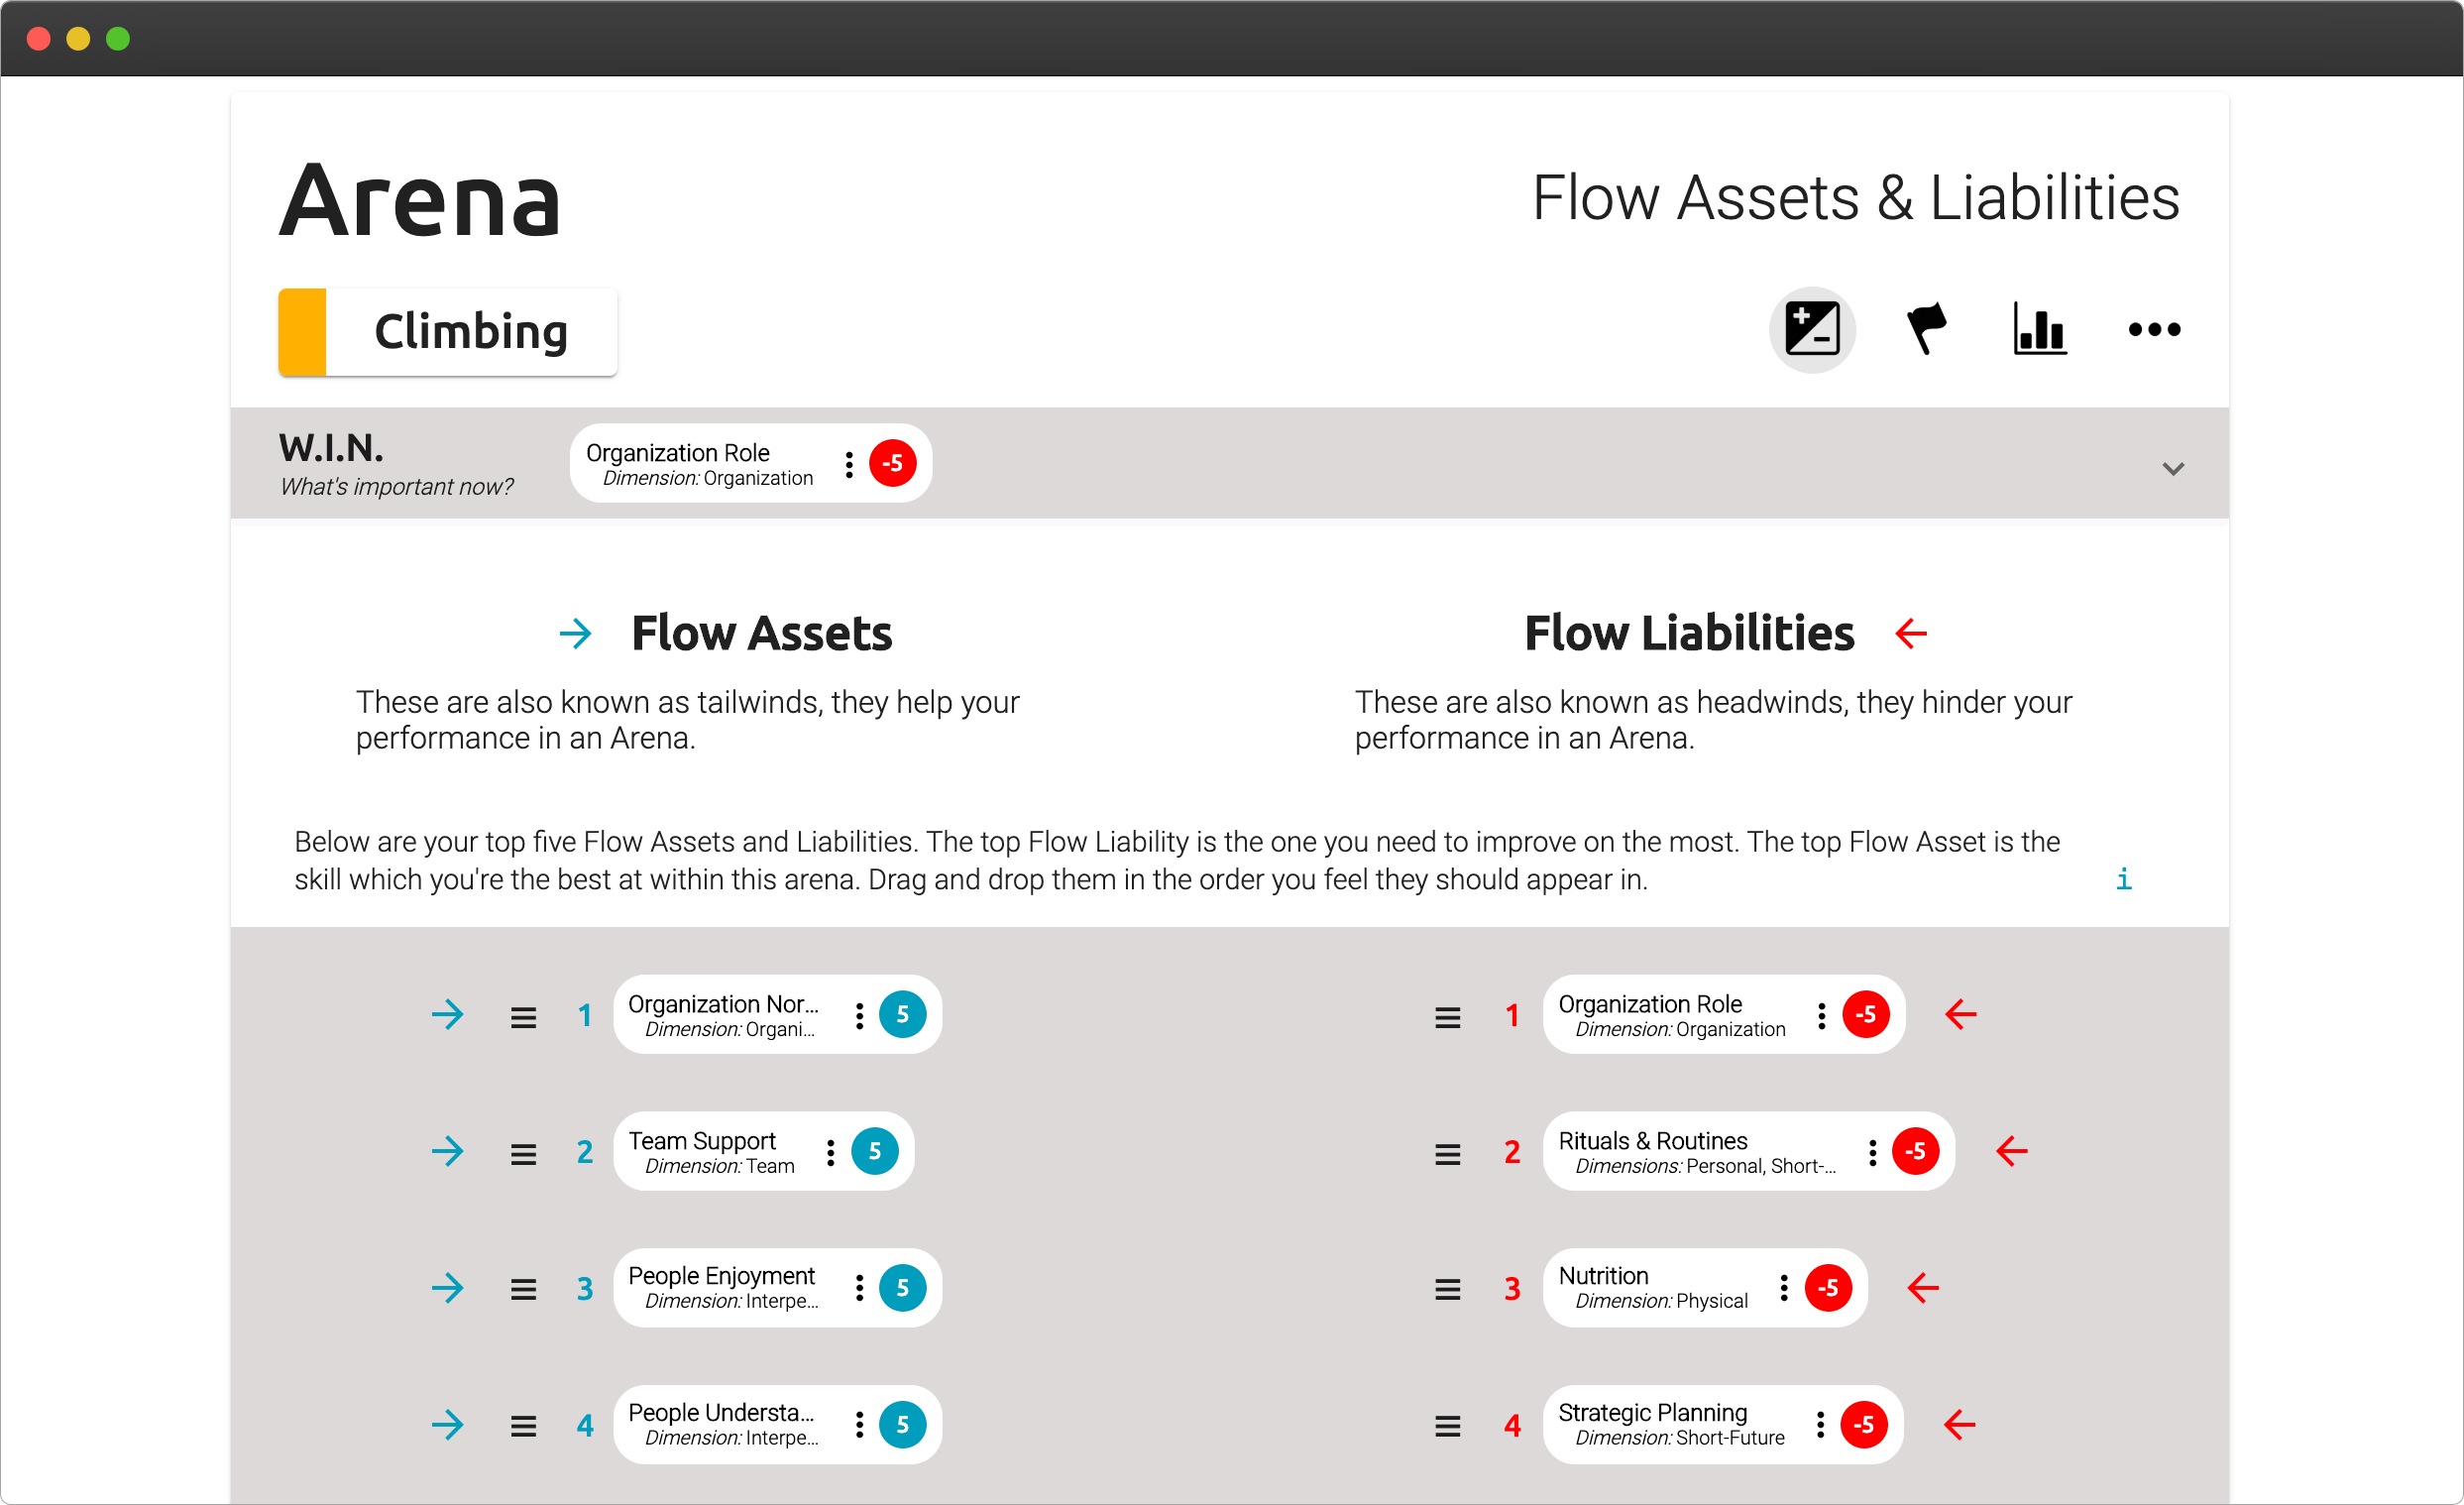 Arena
Flow Assets & Liabilities
Climbing
W.I.N.
What's important now?
Organization Role
Dimension: Organization
-5
Flow Assets
These are also known as tailwinds, they help your
performance in an Arena.
Flow Liabilities
These are also known as headwinds, they hinder your
performance in an Arena.
Below are your top five Flow Assets and Liabilities. The top Flow Liability is the one you need to improve on the most. The top Flow Asset is the
skill which you're the best at within this arena. Drag and drop them in the order you feel they should appear in.
i
1
Organization Nor...
Dimension: Organi...
5
1
Organization Role
Dimension: Organization
-5
2
Team Support
Dimension: Team
5
2
Rituals & Routines
Dimensions: Personal, Short-...
-5
3
People Enjoyment
Dimension: Interpe...
5
3
Nutrition
Dimension: Physical
-5
4
People Understa...
Dimension: Interpe...
5
4
Strategic Planning
Dimension: Short-Future
-5